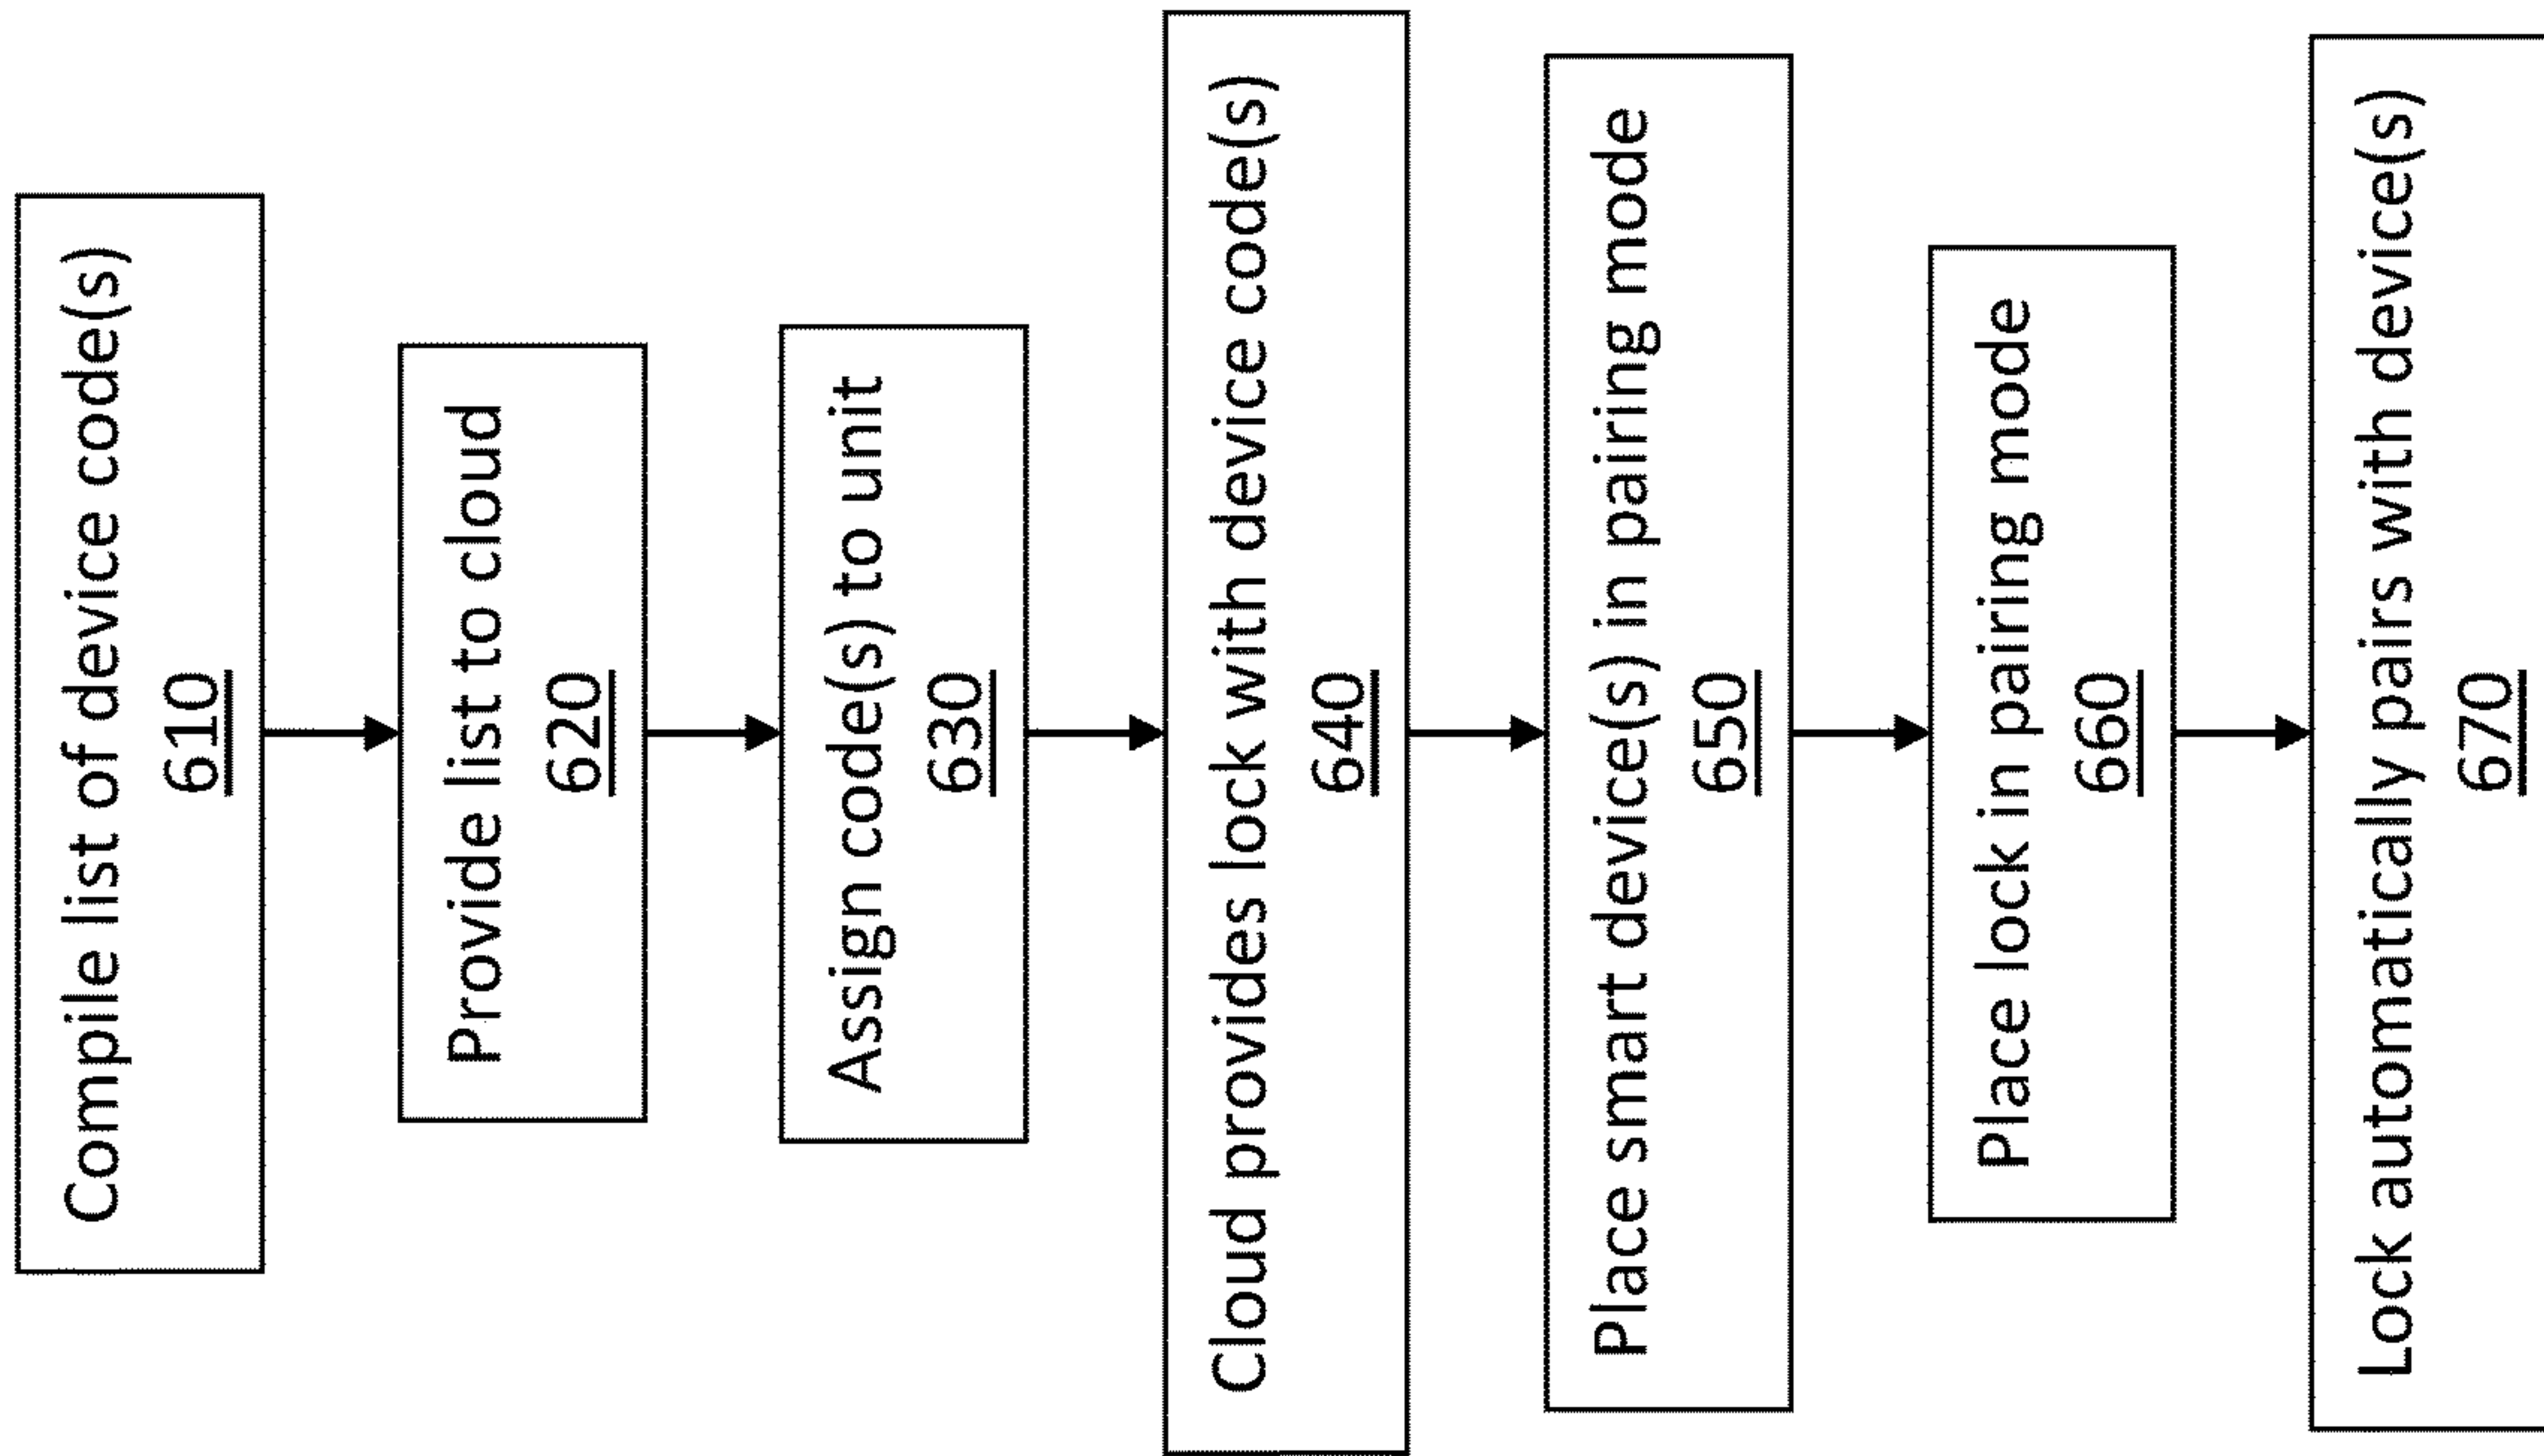 Compile list of device code(s)
610
Provide list to cloud
620
Assign code(s) to unit
630
Cloud provides lock with device code(s)
640
Place smart device(s) in pairing mode
650
Place lock in pairing mode
660
Lock automatically pairs with device(s)
670